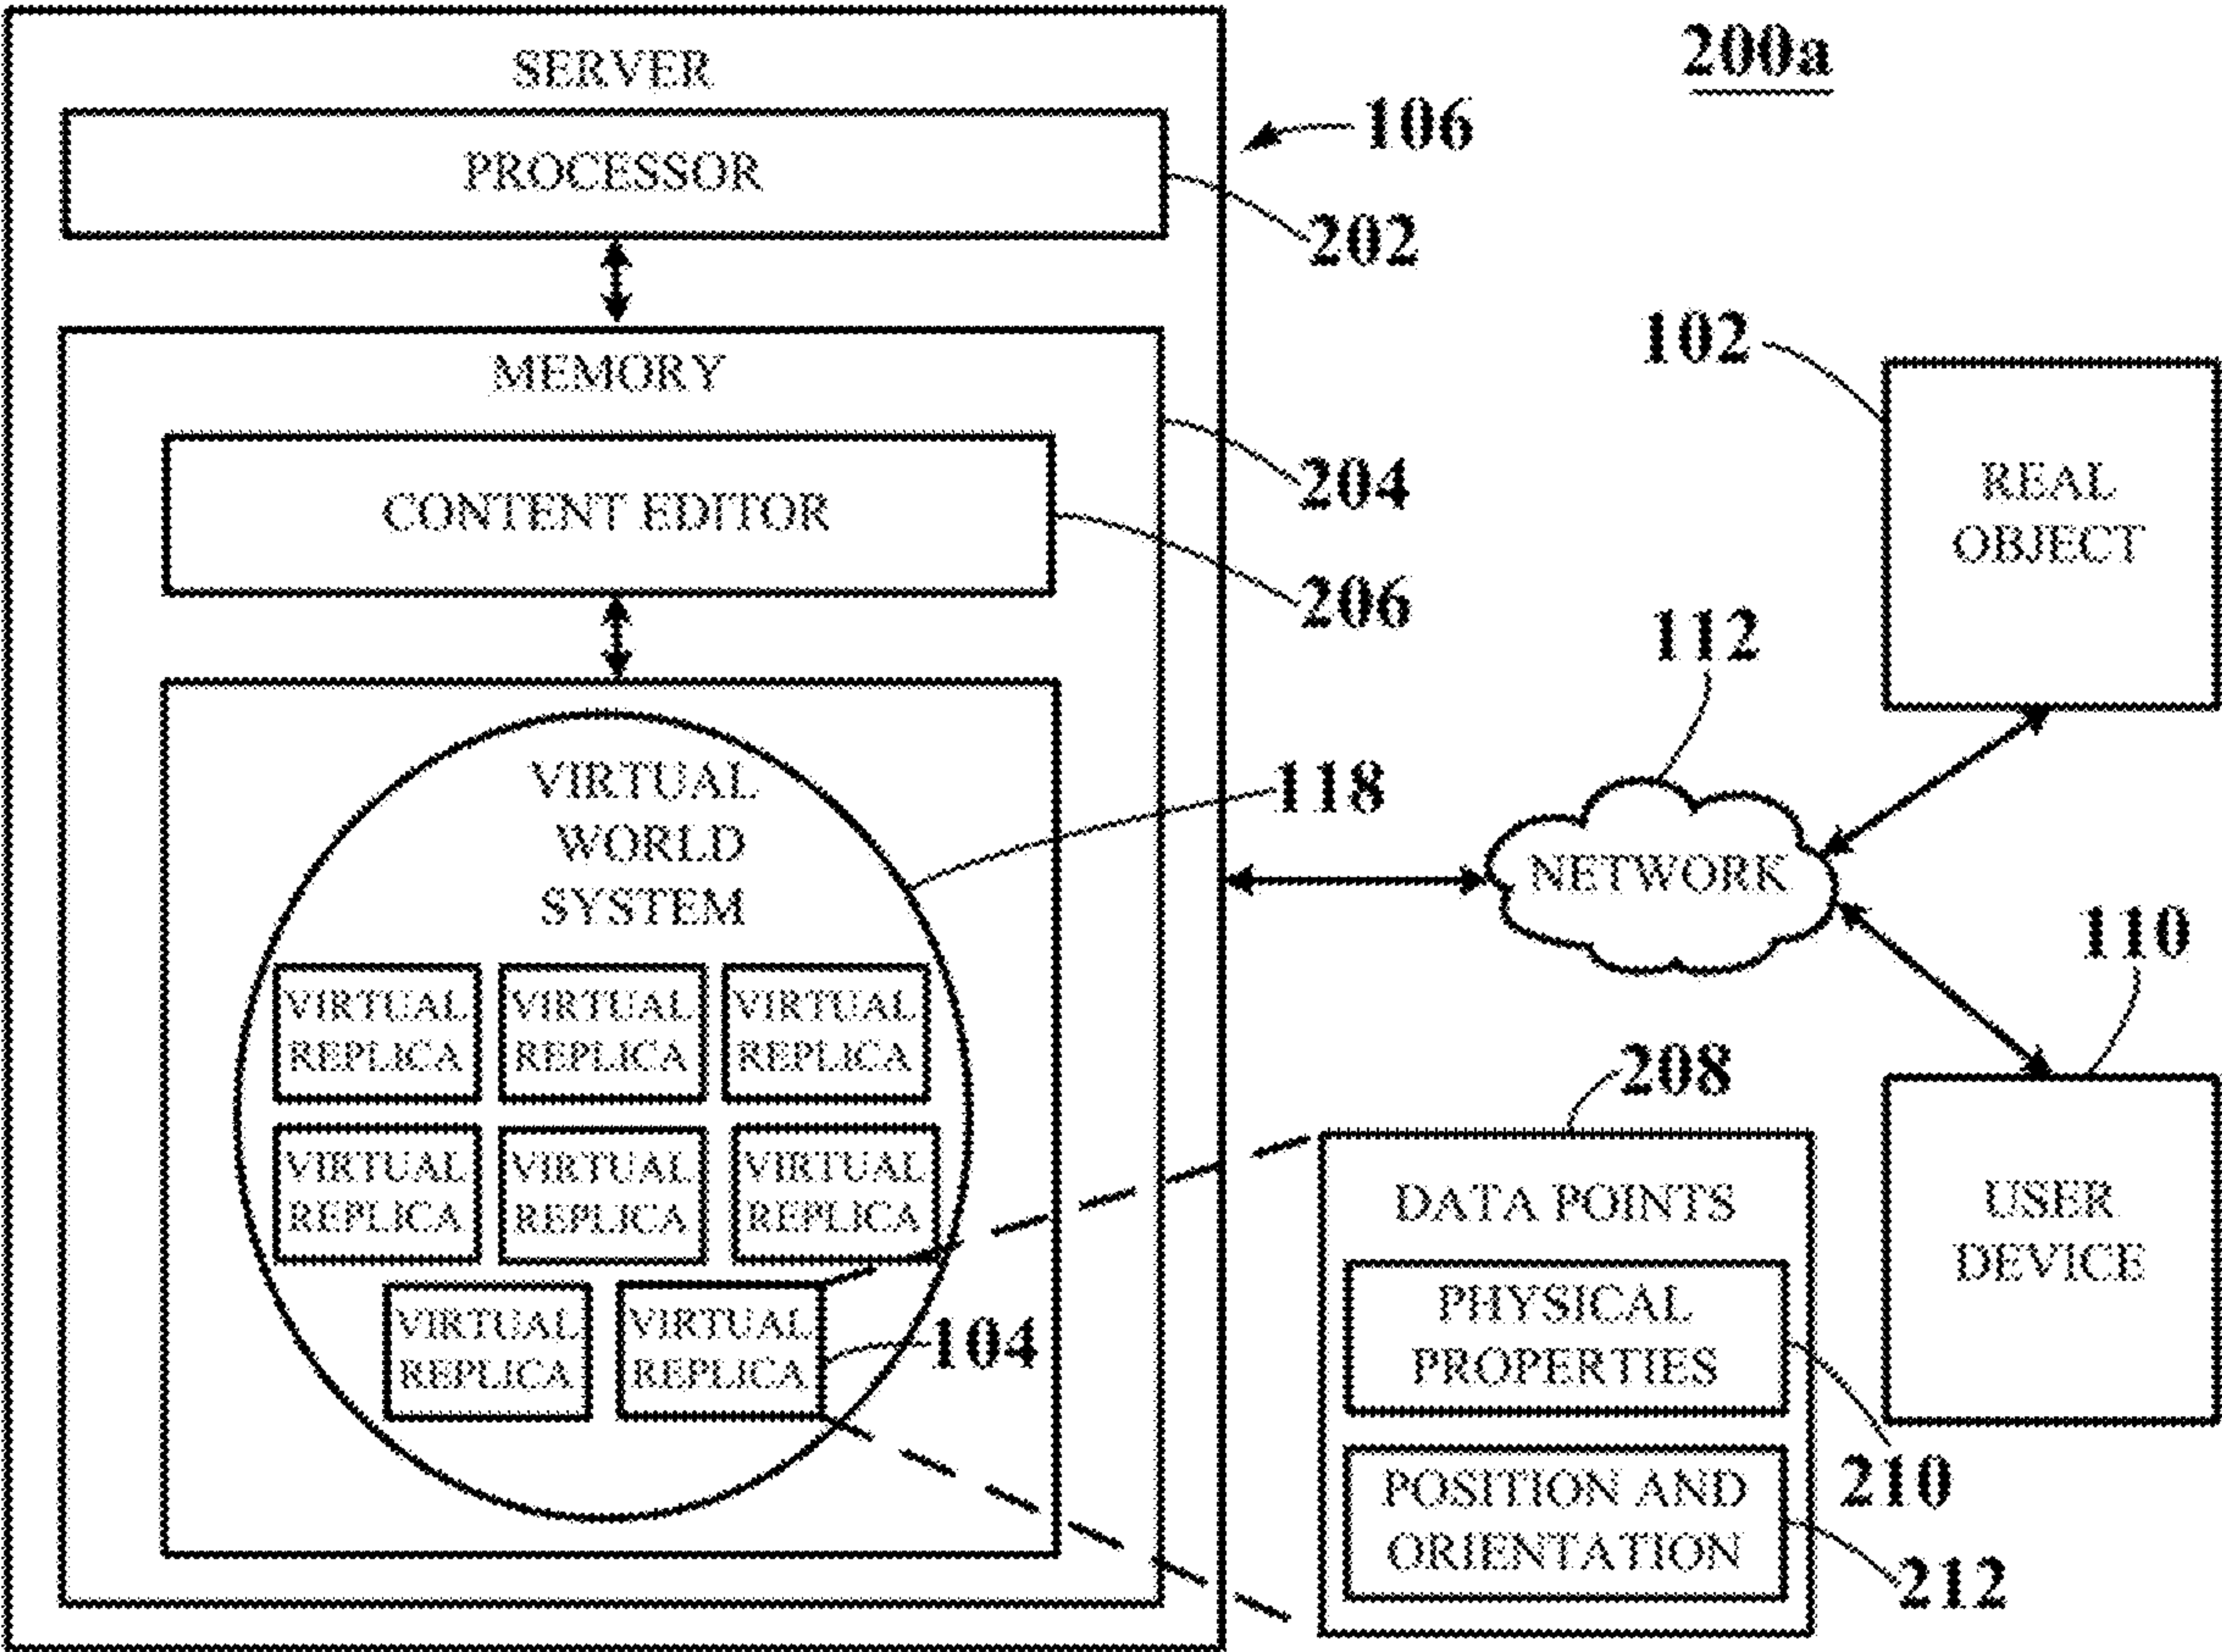 200a
SERVER
106
PROCESSOR
202
MEMORY
204
CONTENT EDITOR
206
102
REAL
OBJECT
112
VIRTUAL
WORLD
SYSTEM
118
NETWORK
110
VIRTUAL VIRTUAL VIRTUAL
REPLICA REPLICA REPLICA
VIRTUAL VIRTUAL VIRTUAL
REPLICA REPLICA REPLICA
VIRTUAL VIRTUAL
REPLICA REPLICA
104
208
DATA POINTS
PHYSICAL
PROPERTIES
210
POSITION AND
ORIENTATION
212
USER
DEVICE